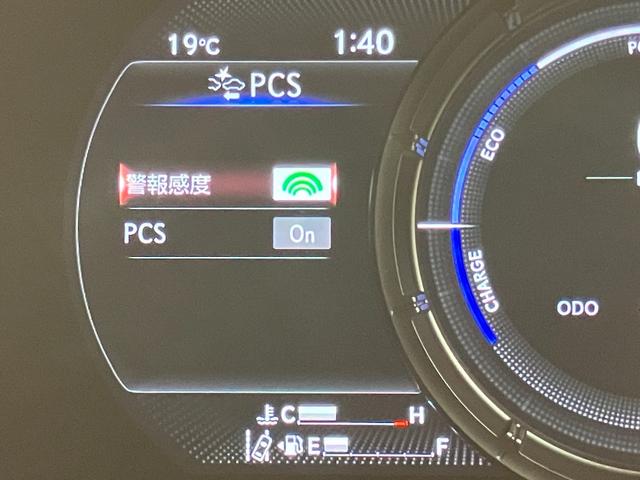 19℃ 1:40
PCS
警報感度
PCS On
ECO
CHARGE
ODO
C H
E F